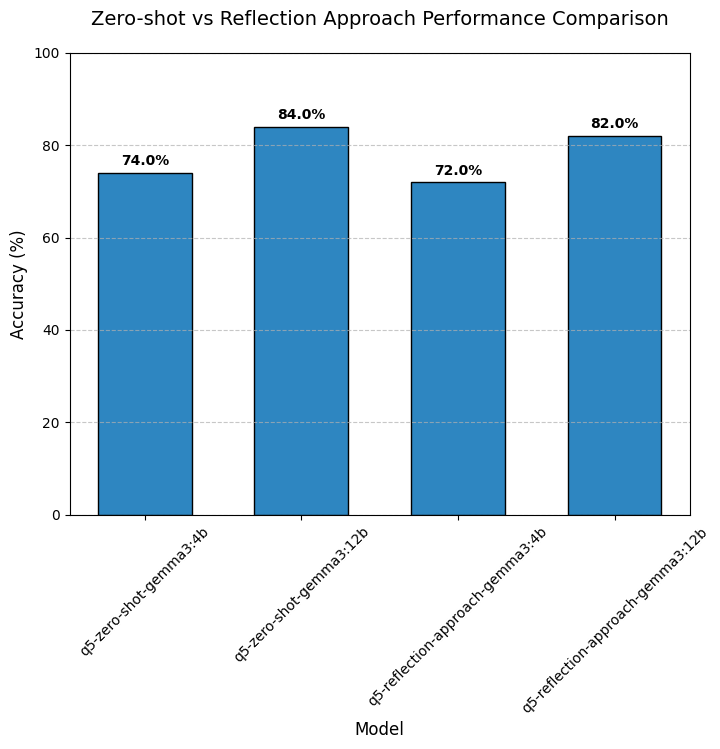 Zero-shot vs Reflection Approach Performance Comparison
Accuracy (%)
100
80
60
40
20
0
74.0%
84.0%
72.0%
82.0%
q5-zero-shot-gemma3:4b
q5-zero-shot-gemma3:12b
q5-reflection-approach-gemma3:4b
q5-reflection-approach-gemma3:12b
Model